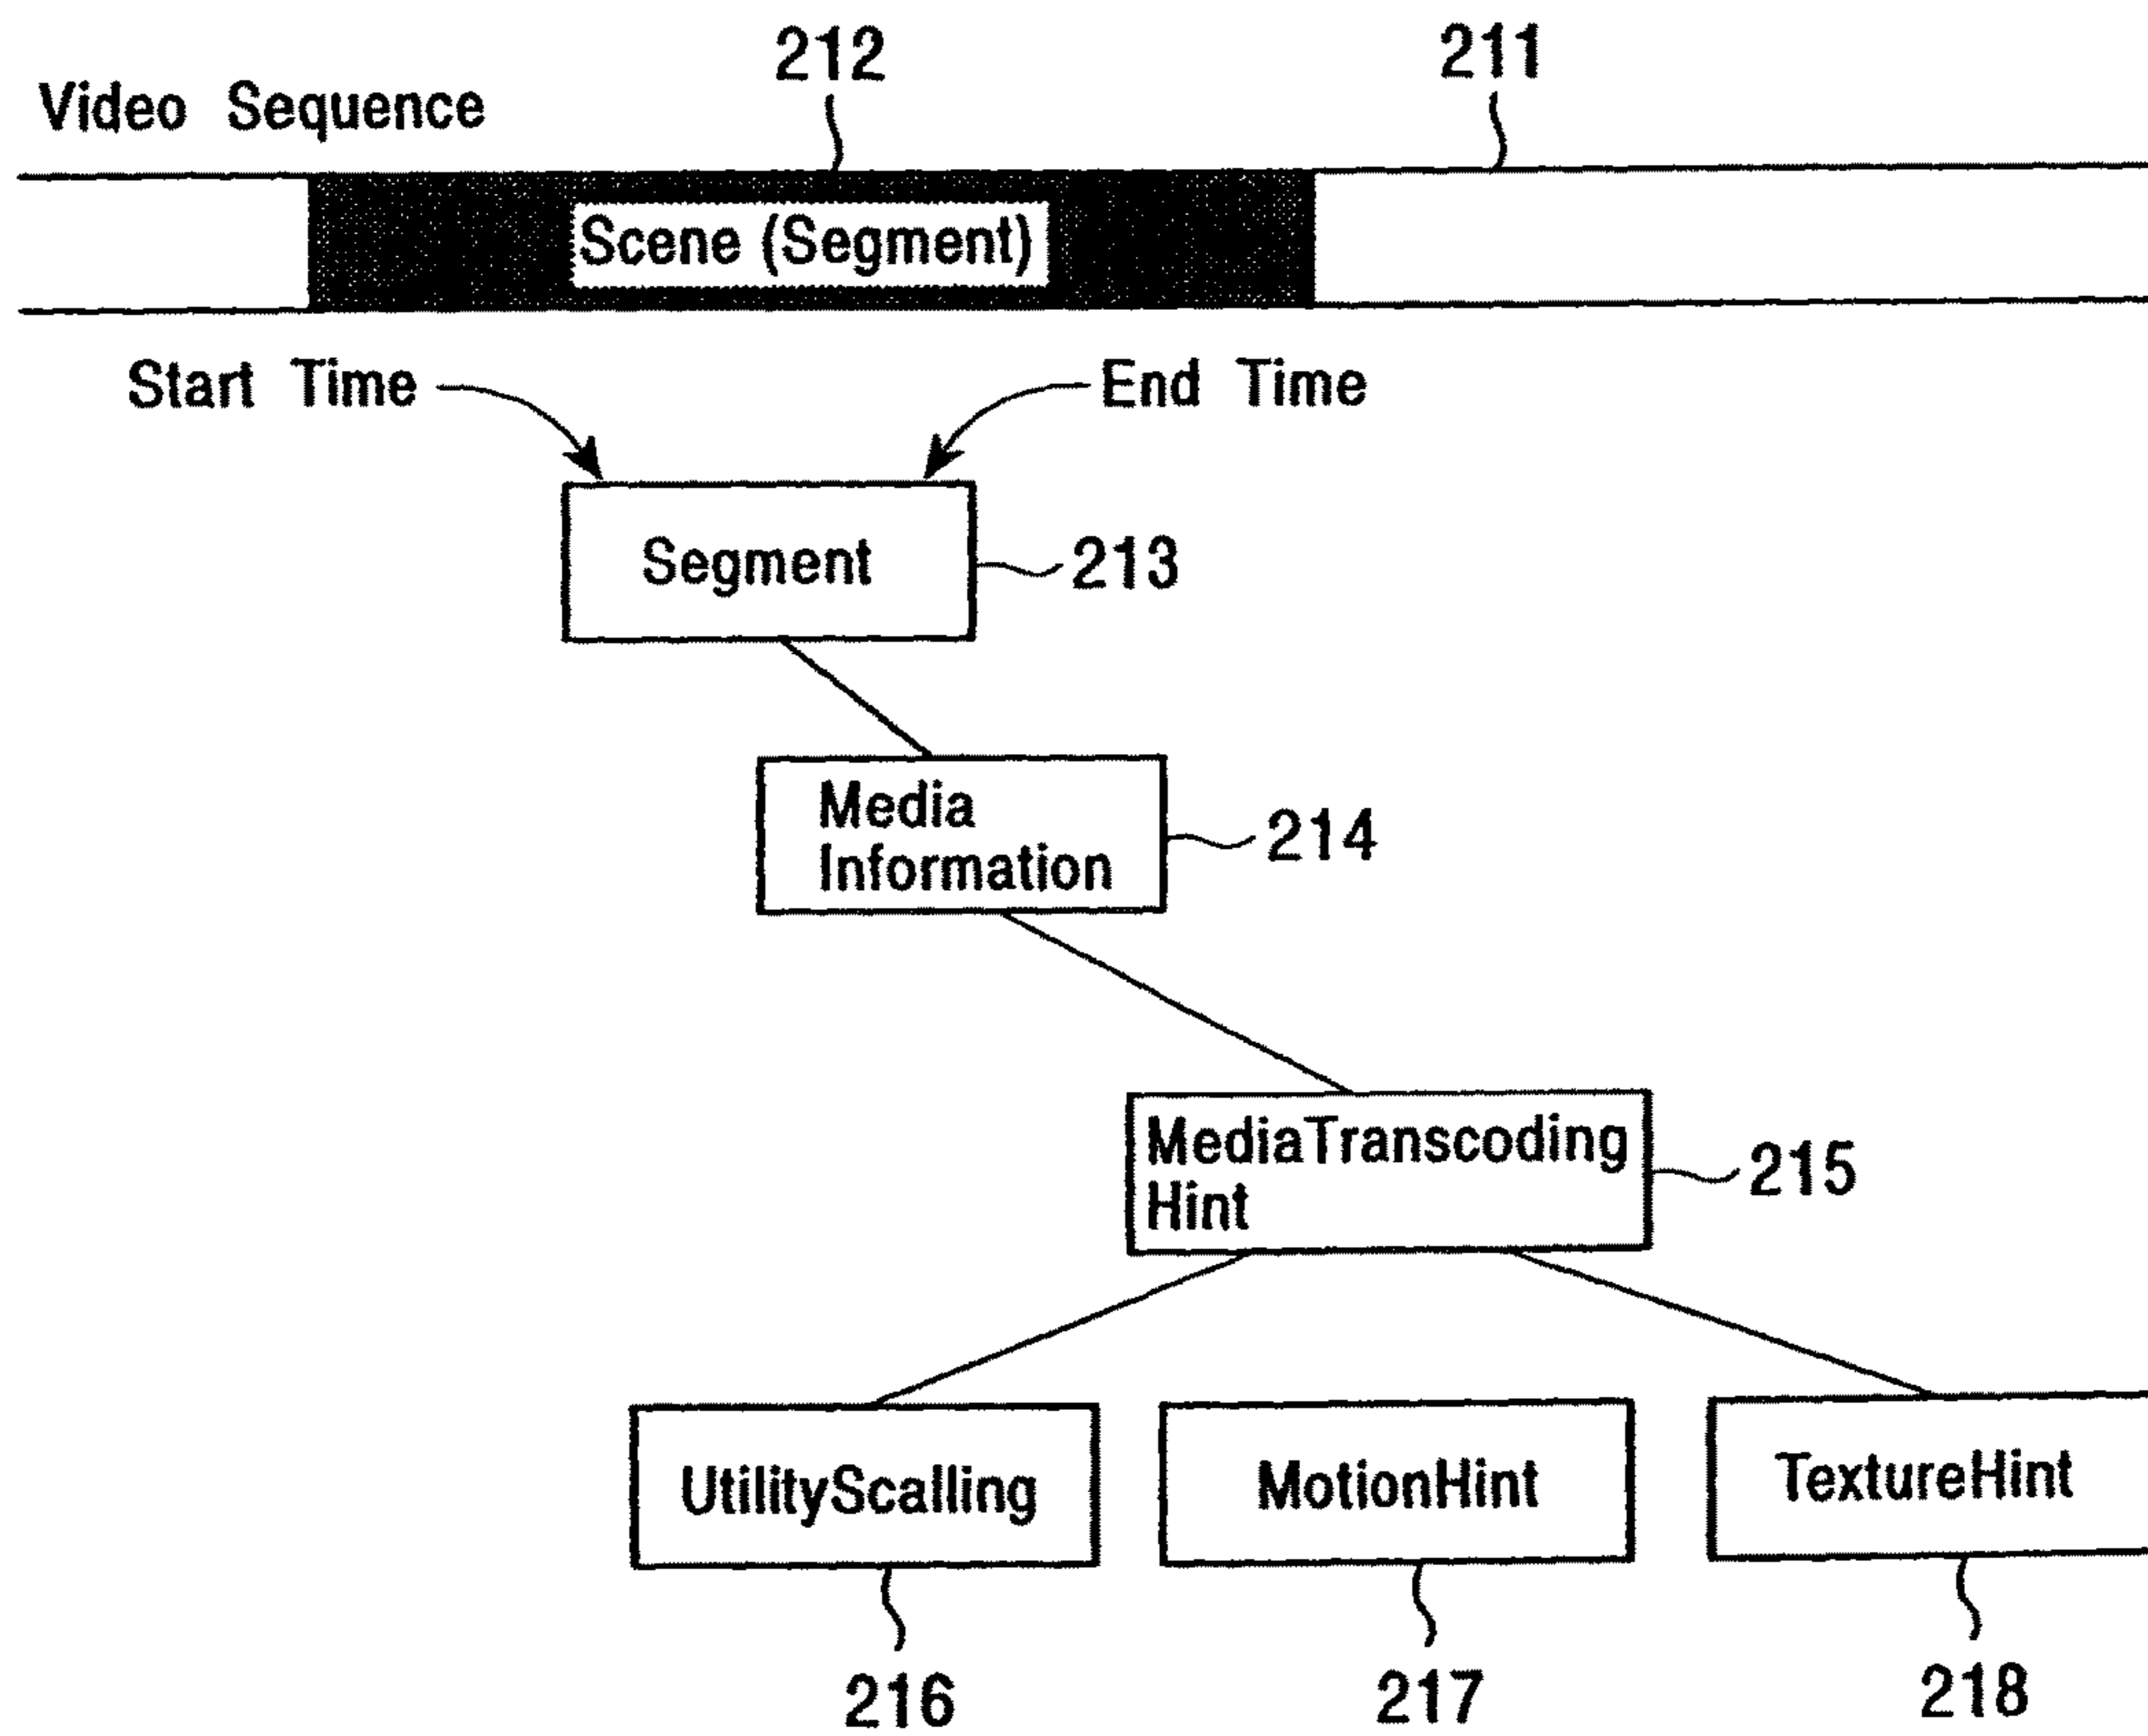 212
211
Video Sequence
Scene (Segment)
Start Time
End Time
Segment
213
Media
Information
214
MediaTranscoding
Hint
215
UtilityScalling
MotionHint
TextureHint
216
217
218